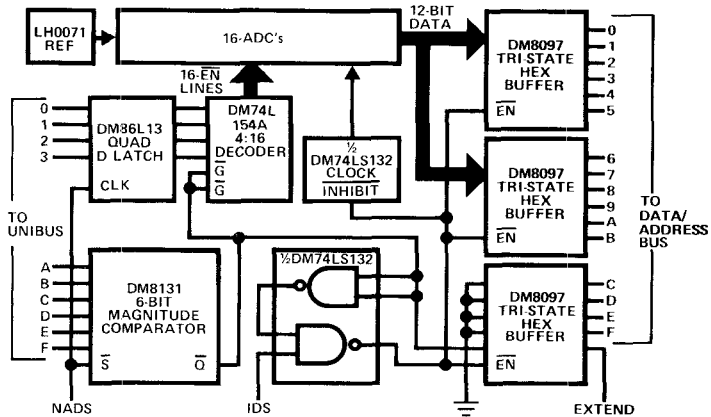 LH0071
REF
16-ADC's
12-BIT
DATA
DM8097
TRI-STATE
HEX
BUFFER
EN
0
1
2
3
4
5
16-EN
LINES
0
1
2
3
DM86L13
QUAD
D LATCH
CLK
DM74L
154A
4:16
DECODER
G
G
½
DM74LS132
CLOCK
INHIBIT
DM8097
TRI-STATE
HEX
BUFFER
EN
6
7
8
9
A
B
TO
UNIBUS
TO
DATA/
ADDRESS
BUS
A
B
C
D
E
F
DM8131
6-BIT
MAGNITUDE
COMPARATOR
S
Q
½DM74LS132
DM8097
TRI-STATE
HEX
BUFFER
EN
C
D
E
F
NADS
IDS
EXTEND